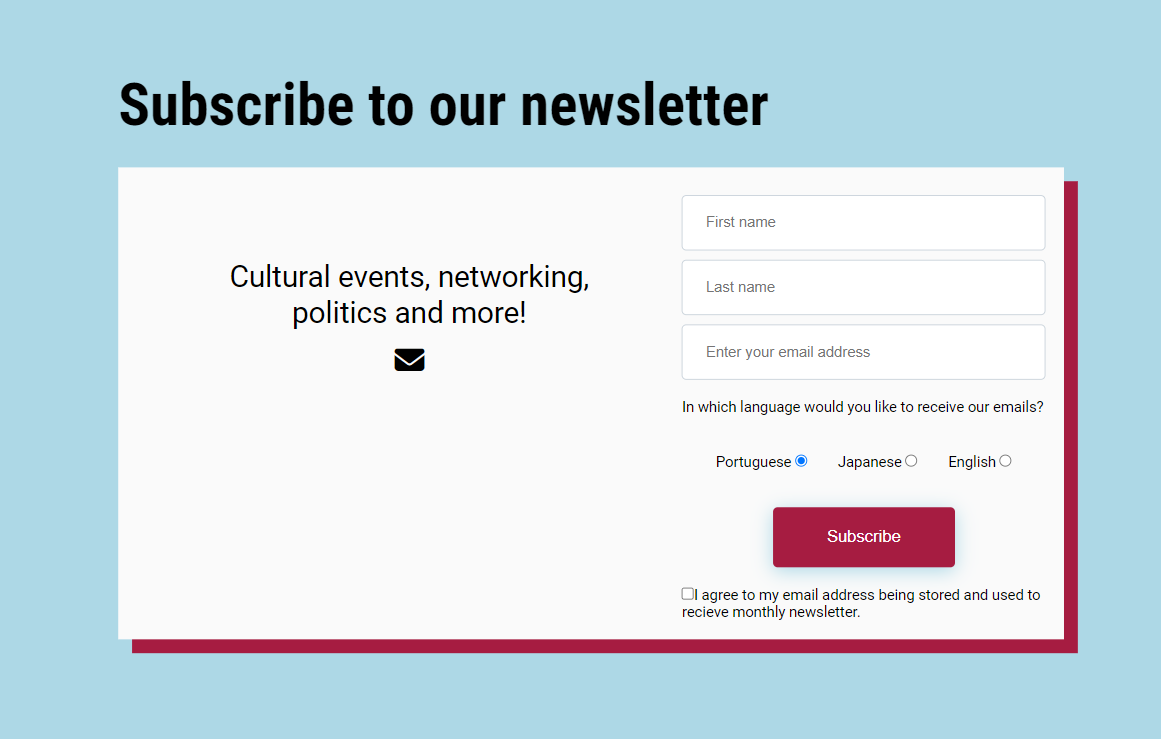 Subscribe to our newsletter
Cultural events, networking,
politics and more!
First name
Last name
Enter your email address
In which language would you like to receive our emails?
Portuguese Japanese English
Subscribe
I agree to my email address being stored and used to
recieve monthly newsletter.